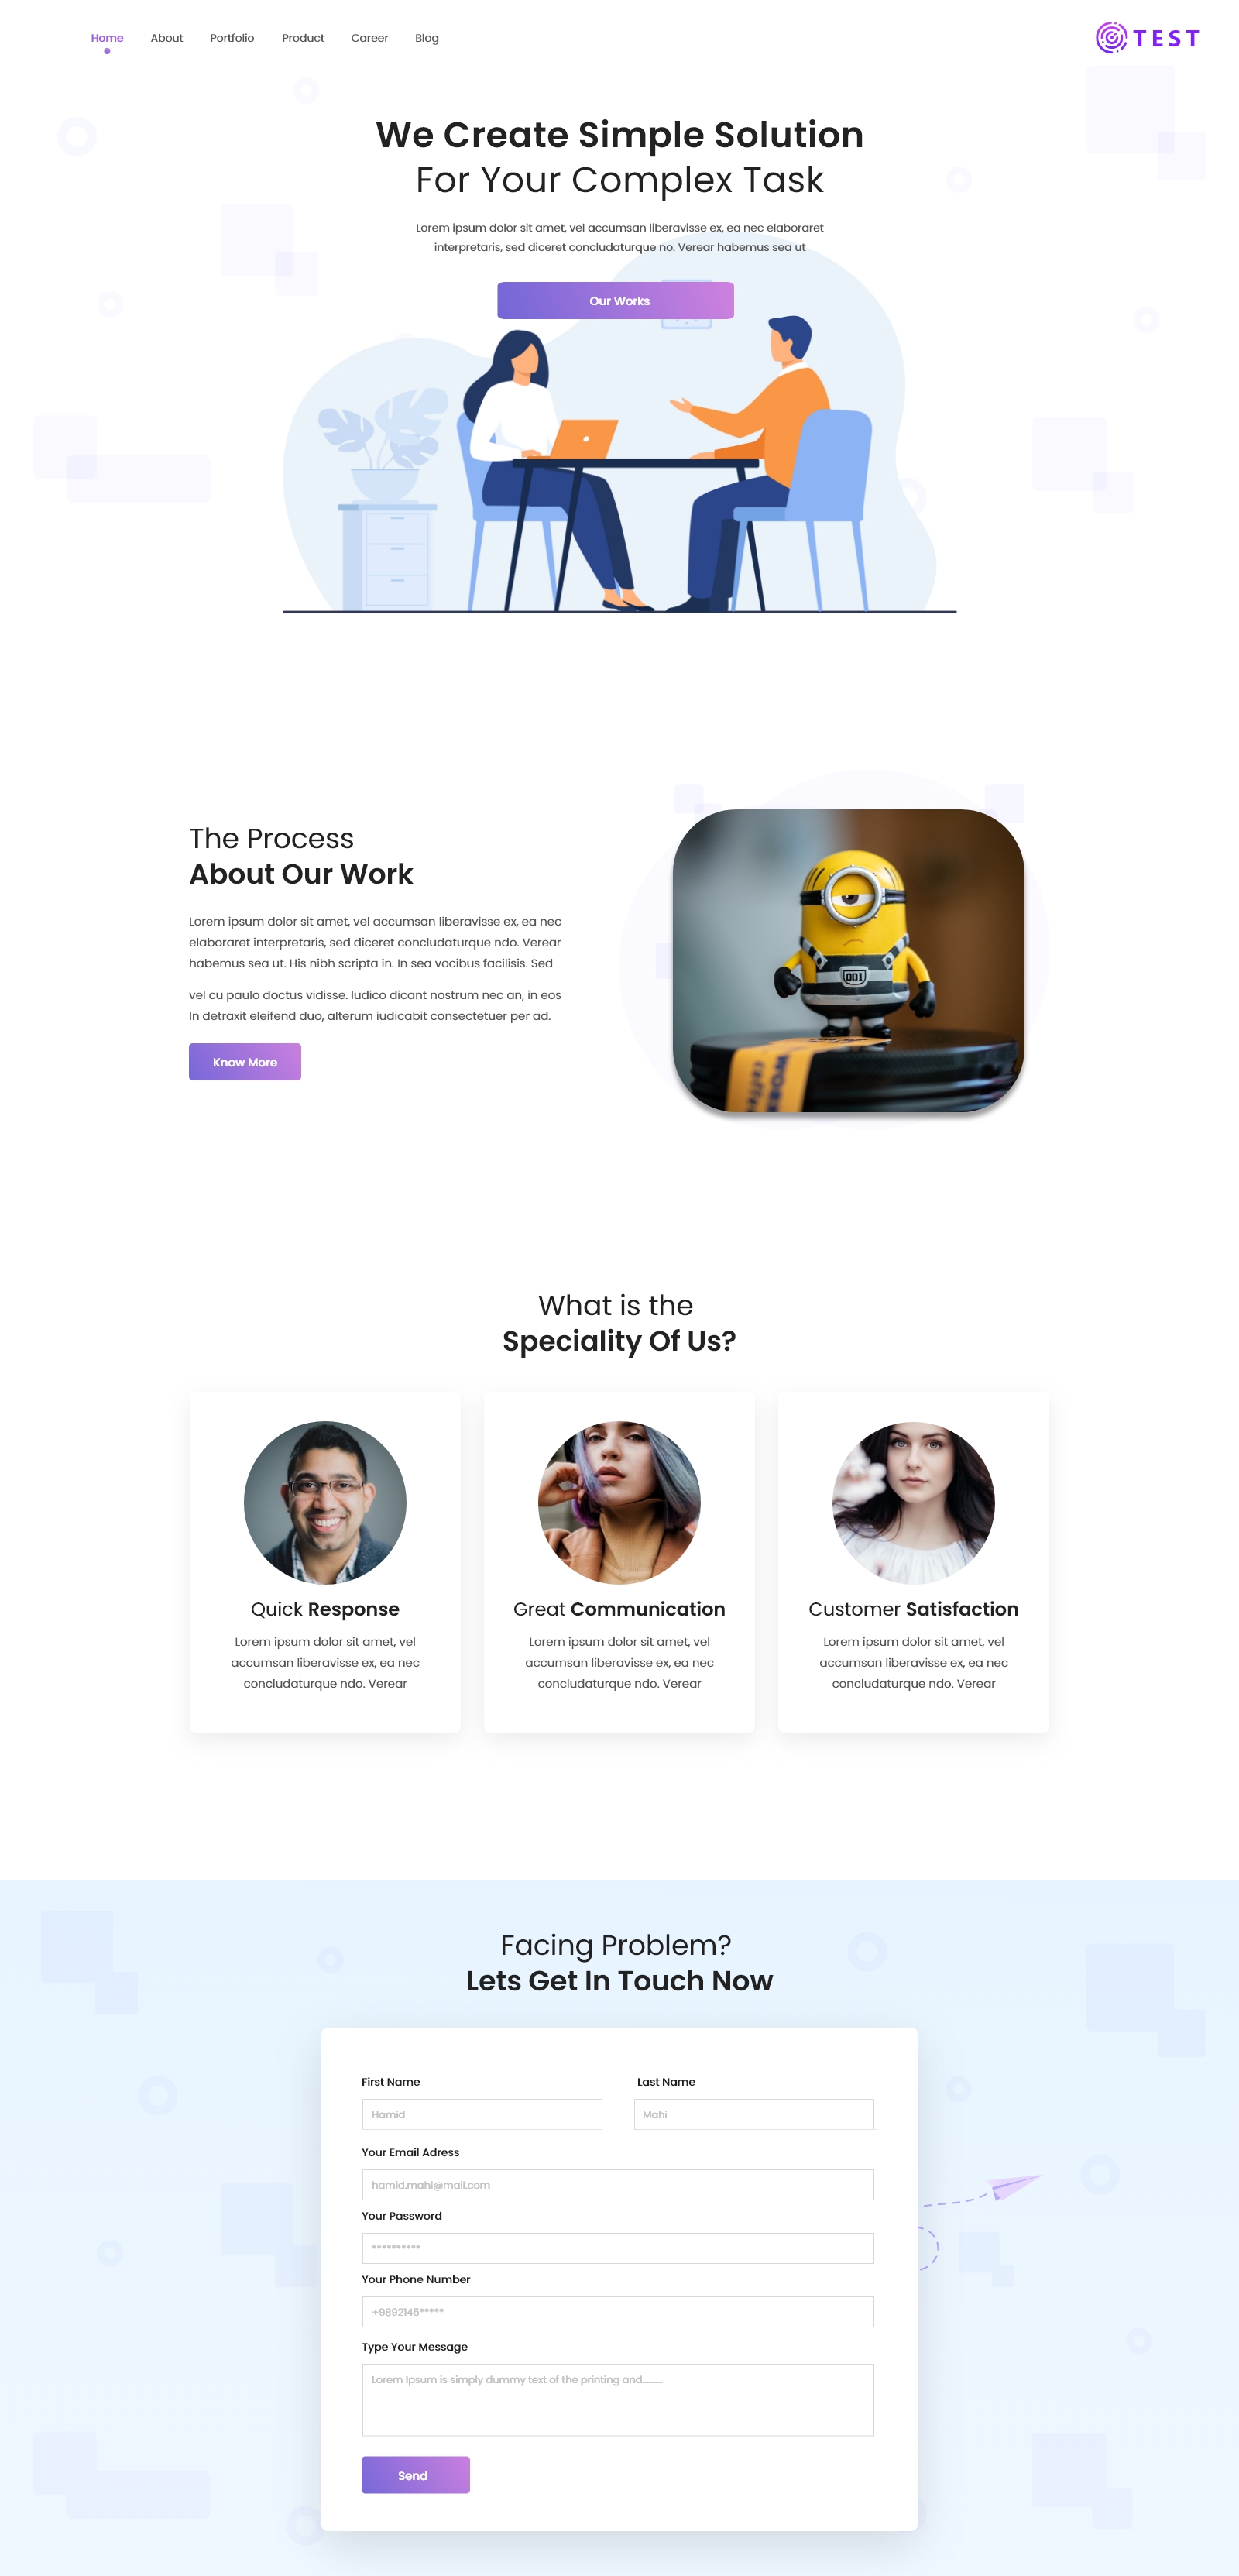 Home About Portfolio Product Career Blog
TEST
We Create Simple Solution
For Your Complex Task
Lorem ipsum dolor sit amet, vel accumsan liberavisse ex, ea nec elaboraret
interpretaris, sed diceret concludaturque no. Verear habemus sea ut
Our Works
The Process
About Our Work
Lorem ipsum dolor sit amet, vel accumsan liberavisse ex, ea nec
elaboraret interpretaris, sed diceret concludaturque ndo. Verear
habemus sea ut. His nibh scripta in. In sea vocibus facilisis. Sed
vel cu paulo doctus vidisse. Iudico dicant nostrum nec an, in eos
In detraxit eleifend duo, alterum iudicabit consectetuer per ad.
Know More
001
What is the
Speciality Of Us?
Quick Response
Lorem ipsum dolor sit amet, vel
accumsan liberavisse ex, ea nec
concludaturque ndo. Verear
Great Communication
Lorem ipsum dolor sit amet, vel
accumsan liberavisse ex, ea nec
concludaturque ndo. Verear
Customer Satisfaction
Lorem ipsum dolor sit amet, vel
accumsan liberavisse ex, ea nec
concludaturque ndo. Verear
Facing Problem?
Lets Get In Touch Now
First Name Last Name
Hamid Mahi
Your Email Adress
hamid.mahi@mail.com
Your Password
**********
Your Phone Number
+9892145*****
Type Your Message
Lorem Ipsum is simply dummy text of the printing and..........
Send